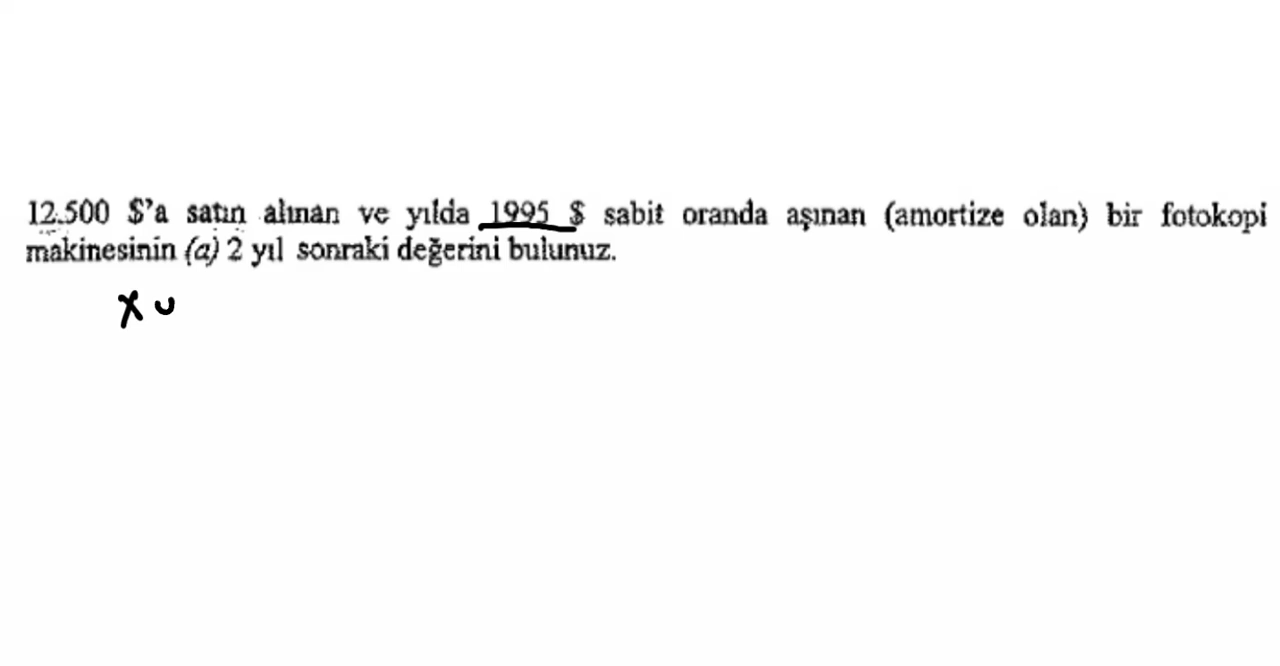 12.500 $'a satın alınan ve yılda 1995 $ sabit oranda aşınan (amortize olan) bir fotokopi
makinesinin (a) 2 yıl sonraki değerini bulunuz.
x